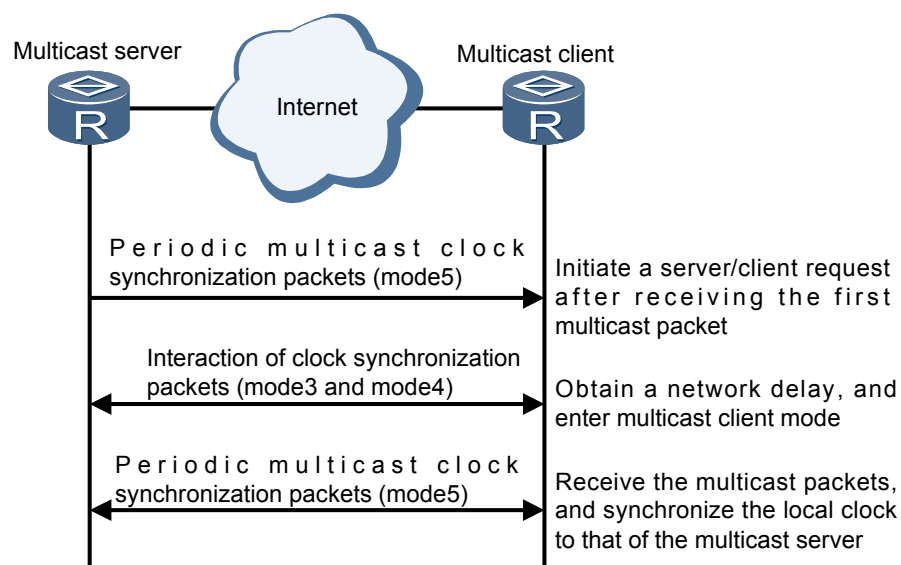 Multicast server
Multicast client
Internet
R
R
Periodic multicast clock
synchronization packets (mode5)
Initiate a server/client request
after receiving the first
multicast packet
Interaction of clock synchronization
packets (mode3 and mode4)
Obtain a network delay, and
enter multicast client mode
Periodic multicast clock
synchronization packets (mode5)
Receive the multicast packets,
and synchronize the local clock
to that of the multicast server